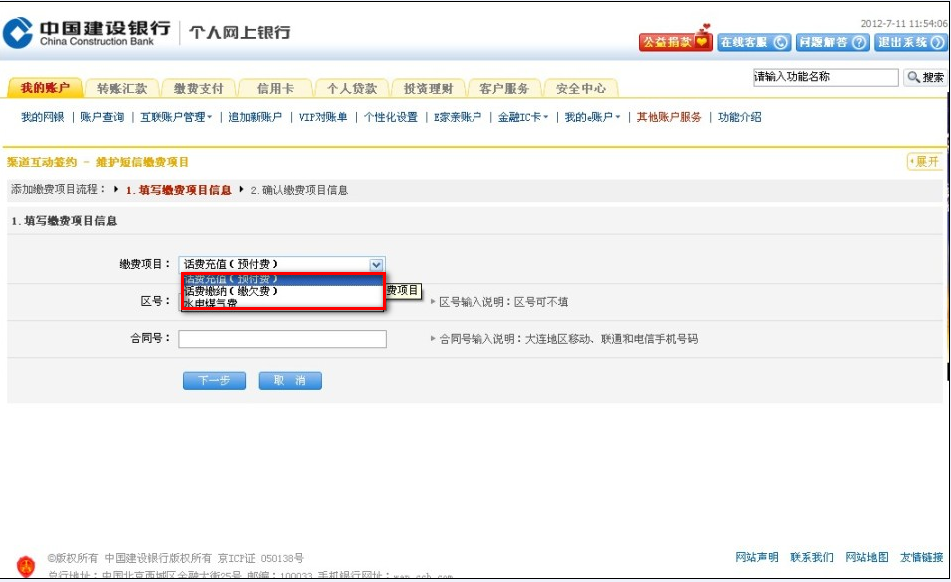 2012-7-11 11:54:06
中国建设银行 个人网上银行
China Construction Bank
公益捐款 在线客服 问题解答 退出系统
我的账户 转账汇款 缴费支付 信用卡 个人贷款 投资理财 客户服务 安全中心 请输入功能名称 搜索
我的网银 | 账户查询 | 互联账户管理 | 追加新账户 | VIP对账单 | 个性化设置 | E家亲账户 | 金融IC卡 | 我的e账户 | 其他账户服务 | 功能介绍
渠道互动签约 - 维护短信缴费项目 展开
添加缴费项目流程： 1.填写缴费项目信息 2.确认缴费项目信息
1.填写缴费项目信息
缴费项目： 话费充值(预付费)
话费充值(预付费)
话费缴纳(缴欠费) 费项目
水电煤气费
区号： 区号输入说明：区号可不填
合同号： 合同号输入说明：大连地区移动、联通和电信手机号码
下一步 取 消
©版权所有 中国建设银行版权所有 京ICP证 050138号 网站声明 联系我们 网站地图 友情链接
总行地址：中国北京西城区金融大街25号 邮编：100033 手机银行网址：wap.ccb.com